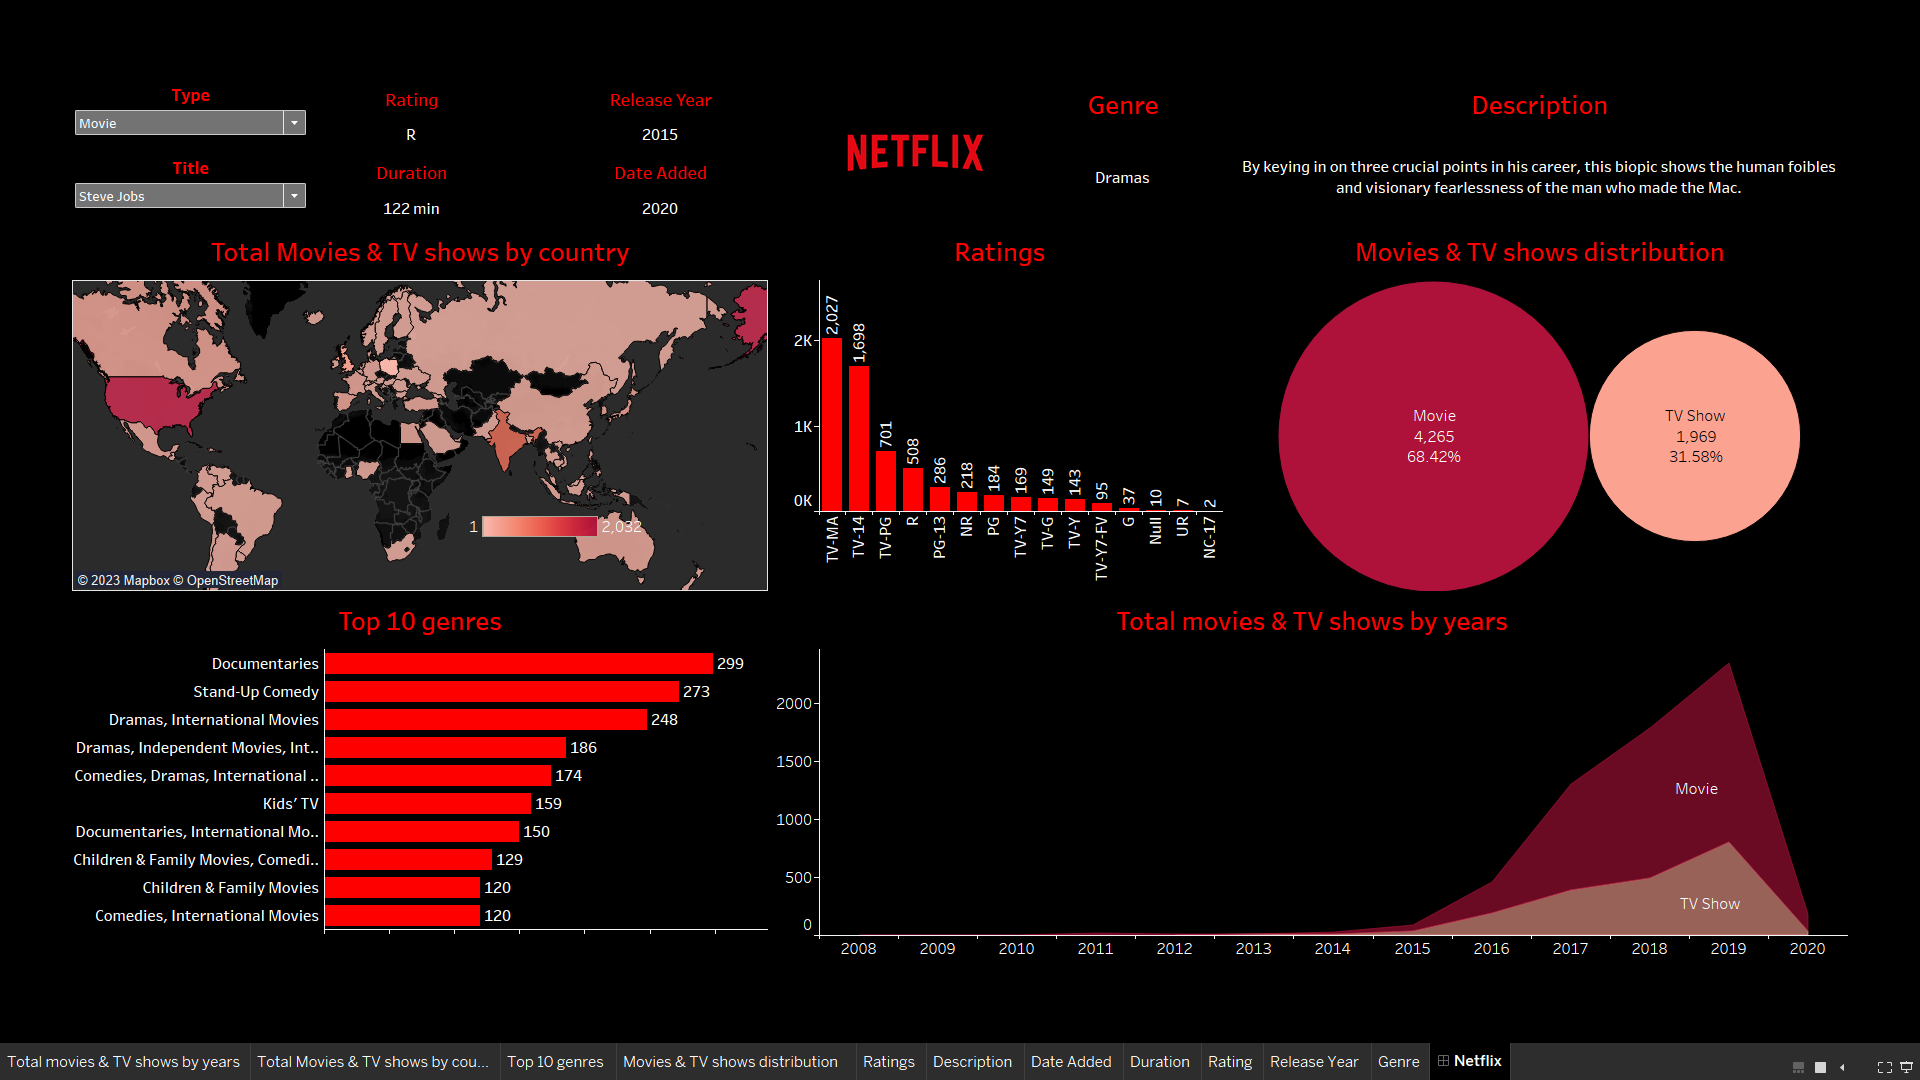 Type
Movie
Title
Steve Jobs
Rating
R
Release Year
2015
Duration
122 min
Date Added
2020
NETFLIX
Genre
Dramas
Description
By keying in on three crucial points in his career, this biopic shows the human foibles
and visionary fearlessness of the man who made the Mac.
Total Movies & TV shows by country
1
2,032
© 2023 Mapbox © OpenStreetMap
Ratings
2K
1K
0K
2,027
1,698
701
508
286
218
184
169
149
143
95
37
10
7
2
TV-MA
TV-14
TV-PG
R
PG-13
NR
PG
TV-Y7
TV-G
TV-Y
TV-Y7-FV
G
Null
UR
NC-17
Movies & TV shows distribution
Movie
4,265
68.42%
TV Show
1,969
31.58%
Top 10 genres
Documentaries 299
Stand-Up Comedy 273
Dramas, International Movies 248
Dramas, Independent Movies, Int.. 186
Comedies, Dramas, International .. 174
Kids’ TV 159
Documentaries, International Mo.. 150
Children & Family Movies, Comedi.. 129
Children & Family Movies 120
Comedies, International Movies 120
Total movies & TV shows by years
2000
1500
1000
500
0
Movie
TV Show
2008 2009 2010 2011 2012 2013 2014 2015 2016 2017 2018 2019 2020
Total movies & TV shows by years
Total Movies & TV shows by cou...
Top 10 genres
Movies & TV shows distribution
Ratings
Description
Date Added
Duration
Rating
Release Year
Genre
Netflix